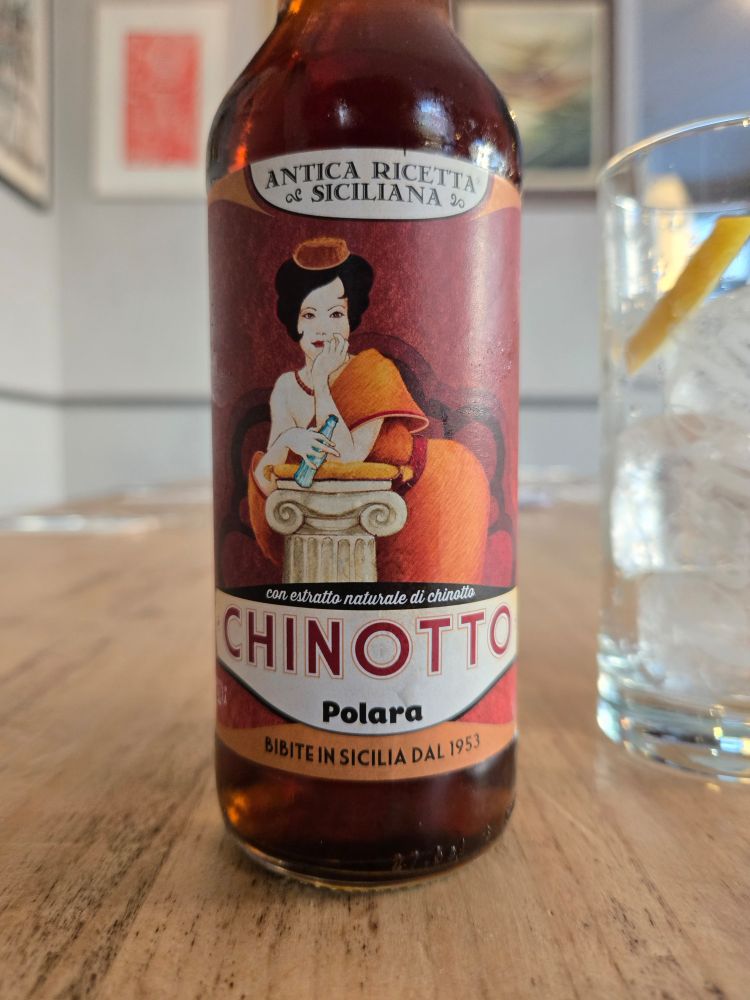 ANTICA RICETTA
SICILIANA
con estratto naturale di chinotto
CHINOTTO
Polara
BIBITE IN SICILIA DAL 1953